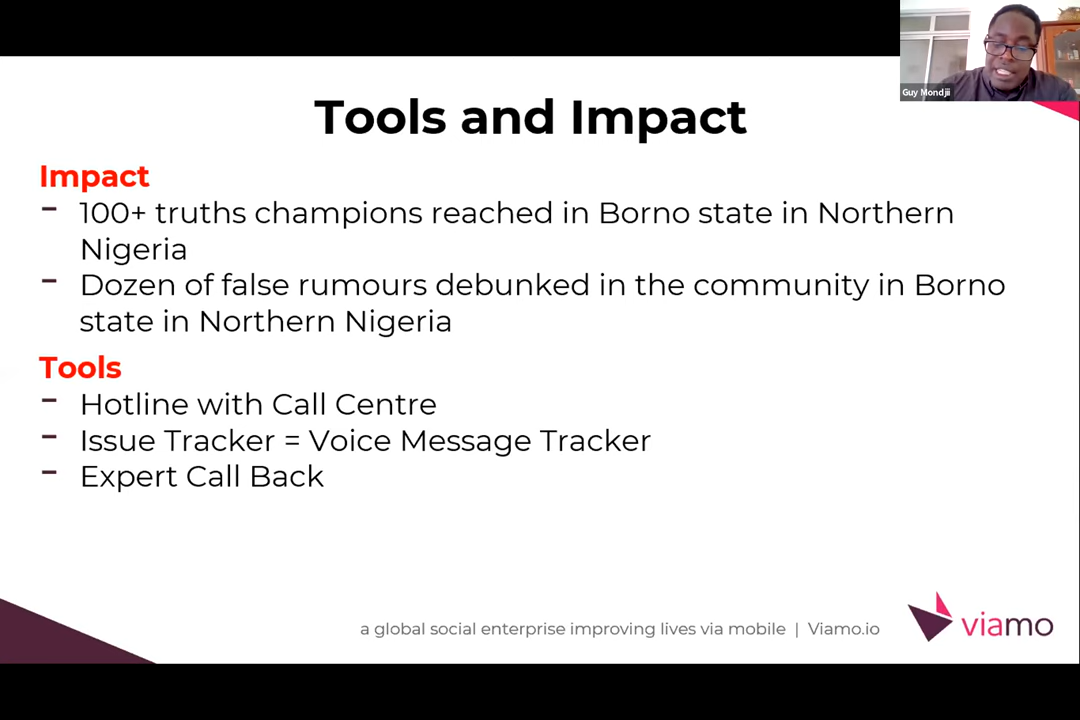 Guy Mondji
Tools and Impact
Impact
- 100+ truths champions reached in Borno state in Northern
Nigeria
- Dozen of false rumours debunked in the community in Borno
state in Northern Nigeria
Tools
- Hotline with Call Centre
- Issue Tracker = Voice Message Tracker
- Expert Call Back
a global social enterprise improving lives via mobile | Viamo.io
viamo